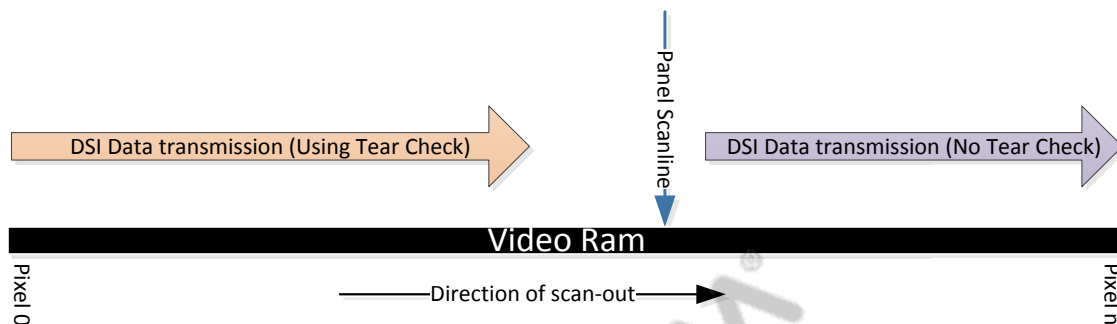 Panel Scanline
DSI Data transmission (Using Tear Check)
DSI Data transmission (No Tear Check)
Video Ram
Pixel 0
Direction of scan-out
Pixel n